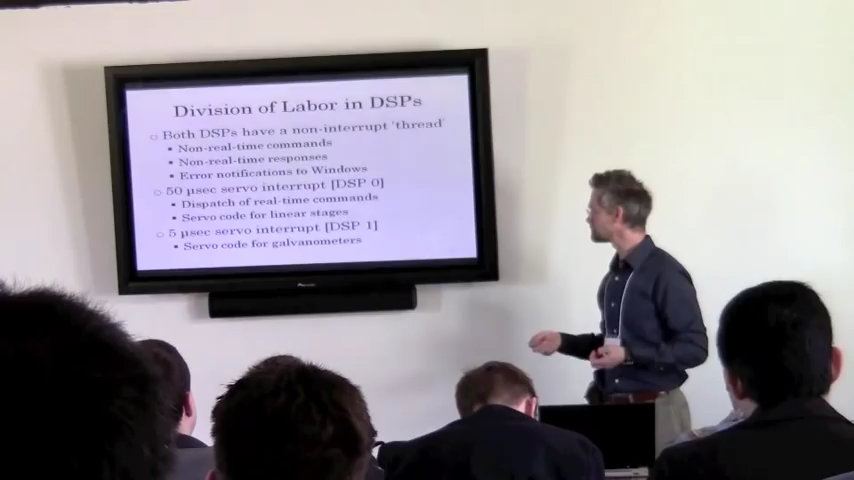 Division of Labor in DSPs
Both DSPs have a non-interrupt 'thread'
Non-real-time commands
Non-real-time responses
Error notifications to Windows
50 μsec servo interrupt [DSP 0]
Dispatch of real-time commands
Servo code for linear stages
5 μsec servo interrupt [DSP 1]
Servo code for galvanometers